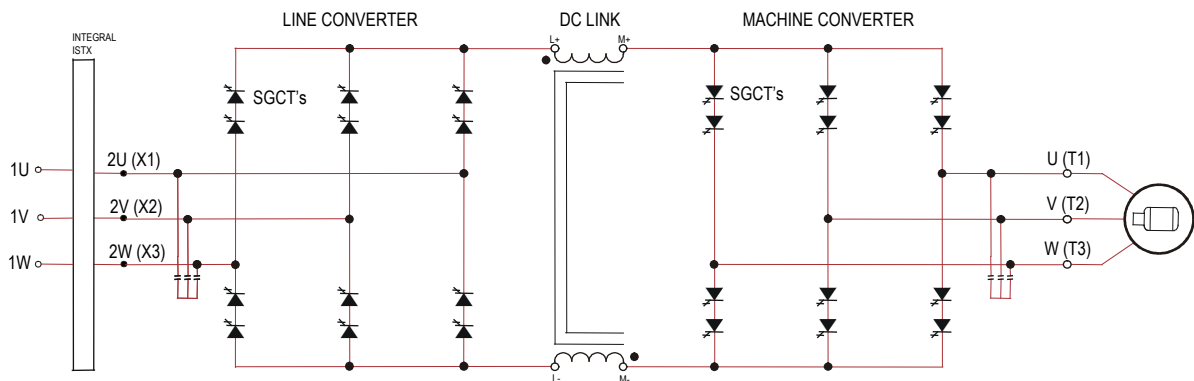 LINE CONVERTER
DC LINK
MACHINE CONVERTER
INTEGRAL
ISTX
L+
M+
SGCT's
SGCT's
1U
2U (X1)
U (T1)
1V
2V (X2)
V (T2)
1W
2W (X3)
W (T3)
L-
M-